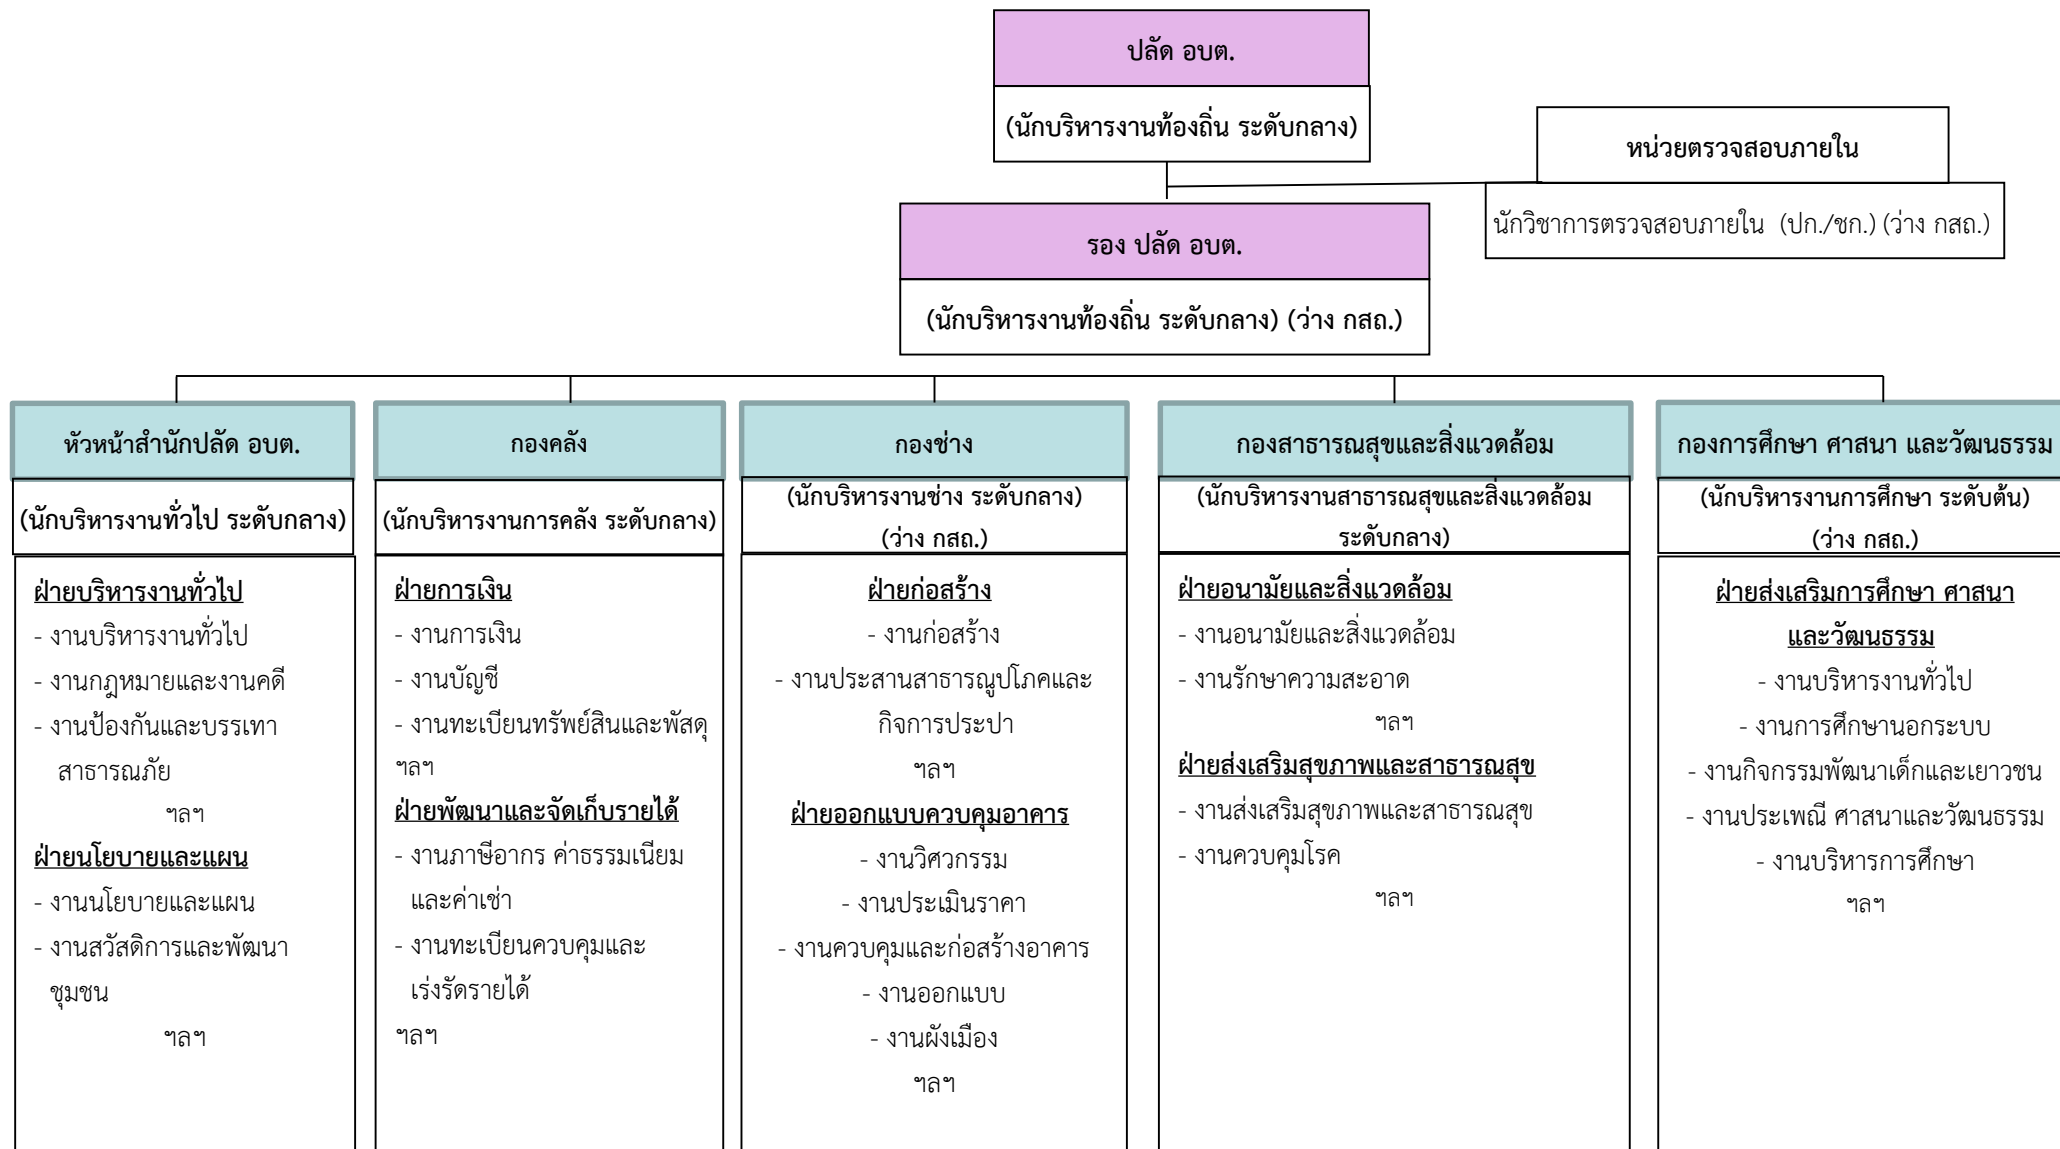 ปลัด อบต.
(นักบริหารงานท้องถิ่น ระดับกลาง)
หน่วยตรวจสอบภายใน
นักวิชาการตรวจสอบภายใน (ปก./ชก.) (ว่าง กสถ.)
รอง ปลัด อบต.
(นักบริหารงานท้องถิ่น ระดับกลาง) (ว่าง กสถ.)
หัวหน้าสำนักปลัด อบต.
(นักบริหารงานทั่วไป ระดับกลาง)
ฝ่ายบริหารงานทั่วไป
- งานบริหารงานทั่วไป
- งานกฎหมายและงานคดี
- งานป้องกันและบรรเทา
สาธารณภัย
ฯลฯ
ฝ่ายนโยบายและแผน
- งานนโยบายและแผน
- งานสวัสดิการและพัฒนา
ชุมชน
ฯลฯ
กองคลัง
(นักบริหารงานการคลัง ระดับกลาง)
ฝ่ายการเงิน
- งานการเงิน
- งานบัญชี
- งานทะเบียนทรัพย์สินและพัสดุ
ฯลฯ
ฝ่ายพัฒนาและจัดเก็บรายได้
- งานภาษีอากร ค่าธรรมเนียม
และค่าเช่า
- งานทะเบียนควบคุมและ
เร่งรัดรายได้
ฯลฯ
กองช่าง
(นักบริหารงานช่าง ระดับกลาง)
(ว่าง กสถ.)
ฝ่ายก่อสร้าง
- งานก่อสร้าง
- งานประสานสาธารณูปโภคและ
กิจการประปา
ฯลฯ
ฝ่ายออกแบบควบคุมอาคาร
- งานวิศวกรรม
- งานประเมินราคา
- งานควบคุมและก่อสร้างอาคาร
- งานออกแบบ
- งานผังเมือง
ฯลฯ
กองสาธารณสุขและสิ่งแวดล้อม
(นักบริหารงานสาธารณสุขและสิ่งแวดล้อม
ระดับกลาง)
ฝ่ายอนามัยและสิ่งแวดล้อม
- งานอนามัยและสิ่งแวดล้อม
- งานรักษาความสะอาด
ฯลฯ
ฝ่ายส่งเสริมสุขภาพและสาธารณสุข
- งานส่งเสริมสุขภาพและสาธารณสุข
- งานควบคุมโรค
ฯลฯ
กองการศึกษา ศาสนา และวัฒนธรรม
(นักบริหารงานการศึกษา ระดับต้น)
(ว่าง กสถ.)
ฝ่ายส่งเสริมการศึกษา ศาสนา
และวัฒนธรรม
- งานบริหารงานทั่วไป
- งานการศึกษานอกระบบ
- งานกิจกรรมพัฒนาเด็กและเยาวชน
- งานประเพณี ศาสนาและวัฒนธรรม
- งานบริหารการศึกษา
ฯลฯ